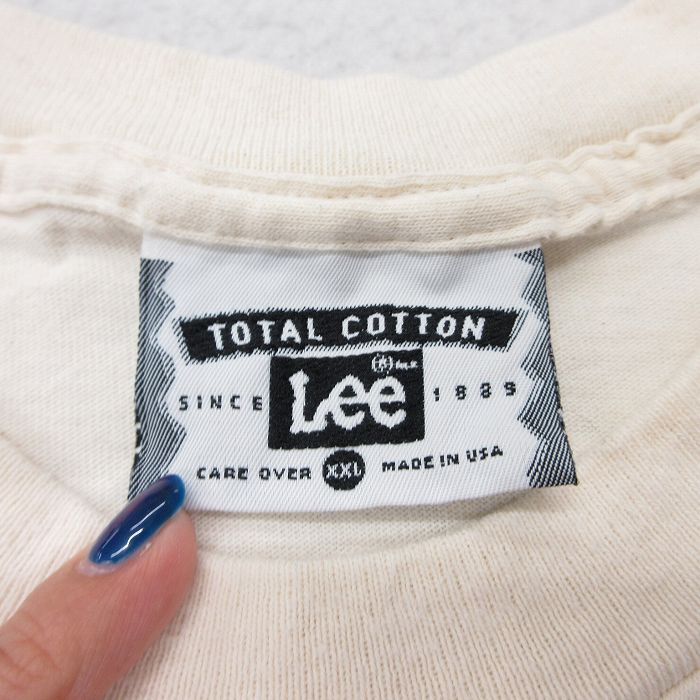 TOTAL COTTON
Lee
SINCE 1889
CARE OVER XXL MADE IN USA